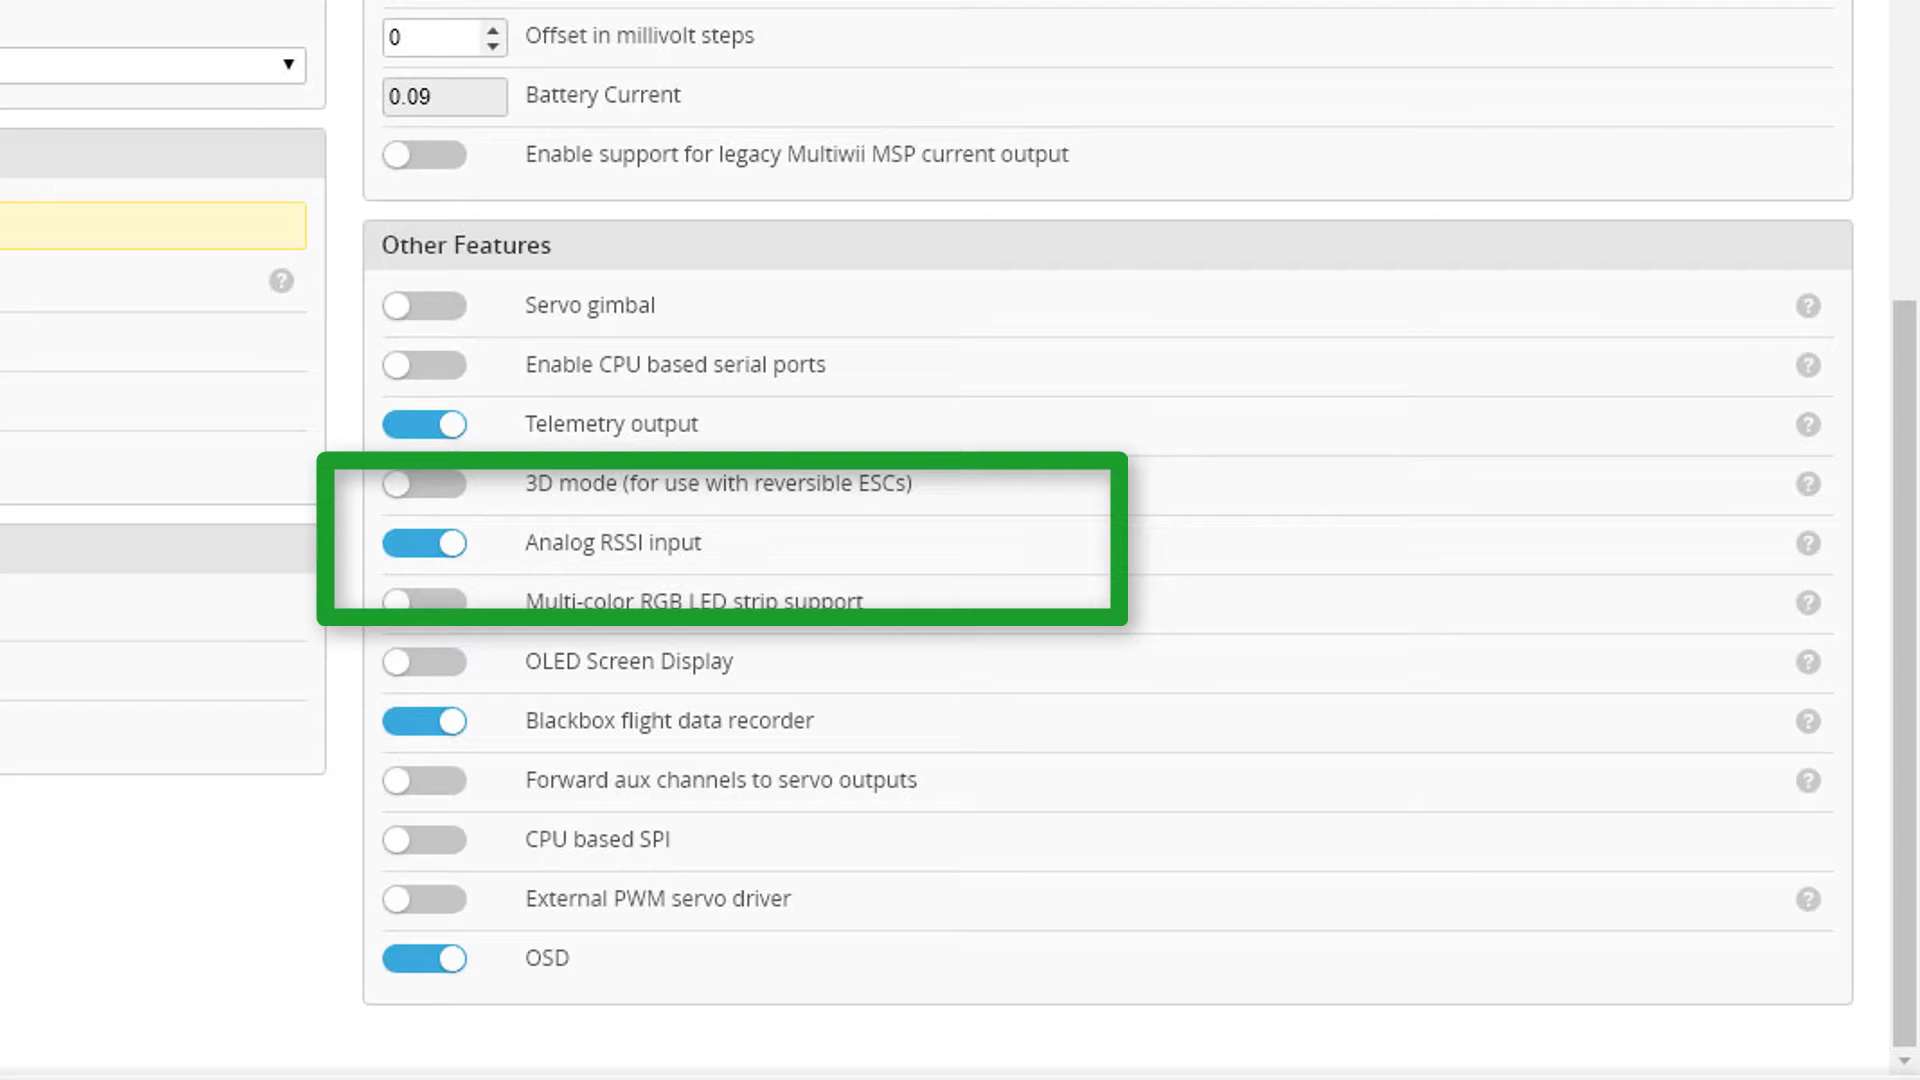 0 Offset in millivolt steps
0.09 Battery Current
Enable support for legacy Multiwii MSP current output
Other Features
Servo gimbal ?
Enable CPU based serial ports ?
Telemetry output ?
3D mode (for use with reversible ESCs) ?
Analog RSSI input ?
Multi-color RGB LED strip support ?
OLED Screen Display ?
Blackbox flight data recorder ?
Forward aux channels to servo outputs ?
CPU based SPI
External PWM servo driver ?
OSD
?